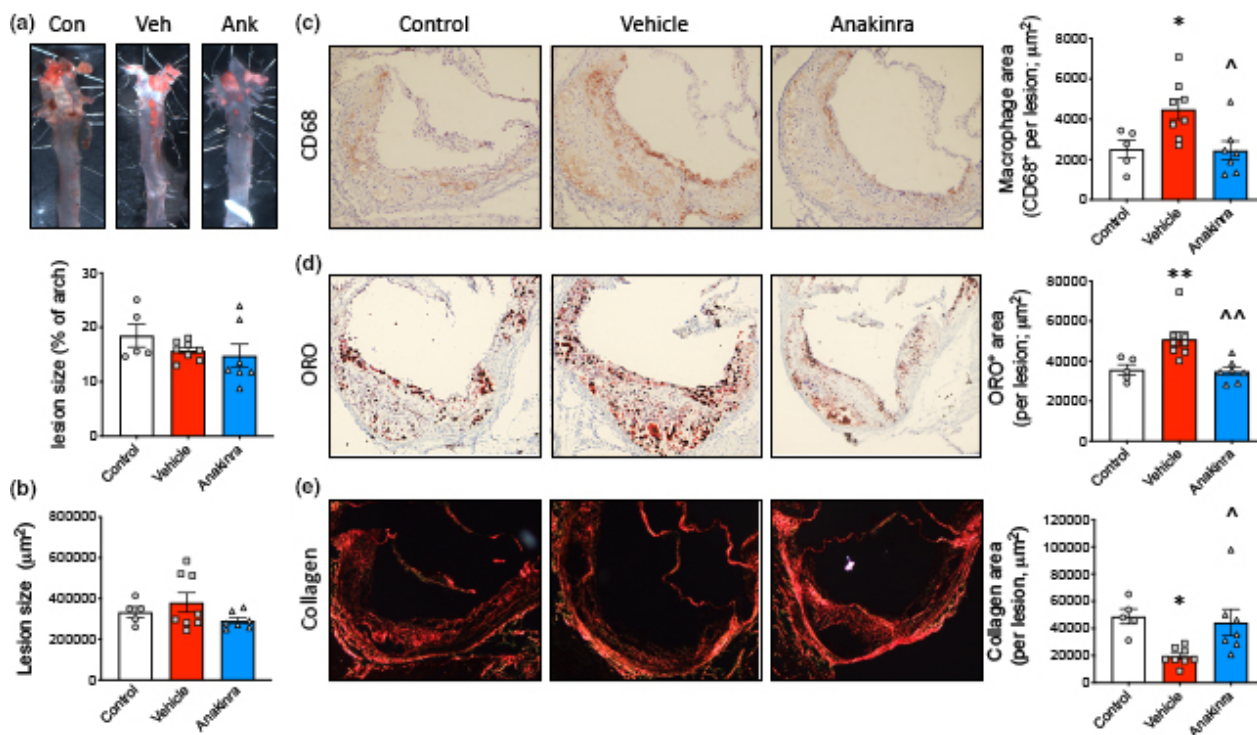 (a)
Con Veh Ank
lesion size (% of arch)
30
20
10
0
Control
Vehicle
Anakinra
(b)
Lesion size (μm²)
800000
600000
400000
200000
0
Control
Vehicle
Anakinra
(c)
Control Vehicle Anakinra
CD68
Macrophage area
(CD68⁺ per lesion; μm²)
8000
6000
4000
2000
0
*
^
Control
Vehicle
Anakinra
(d)
ORO
ORO⁺ area
(per lesion; μm²)
80000
60000
40000
20000
0
**
^^
Control
Vehicle
Anakinra
(e)
Collagen
Collagen area
(per lesion, μm²)
120000
100000
80000
60000
40000
20000
0
*
^
Control
Vehicle
Anakinra